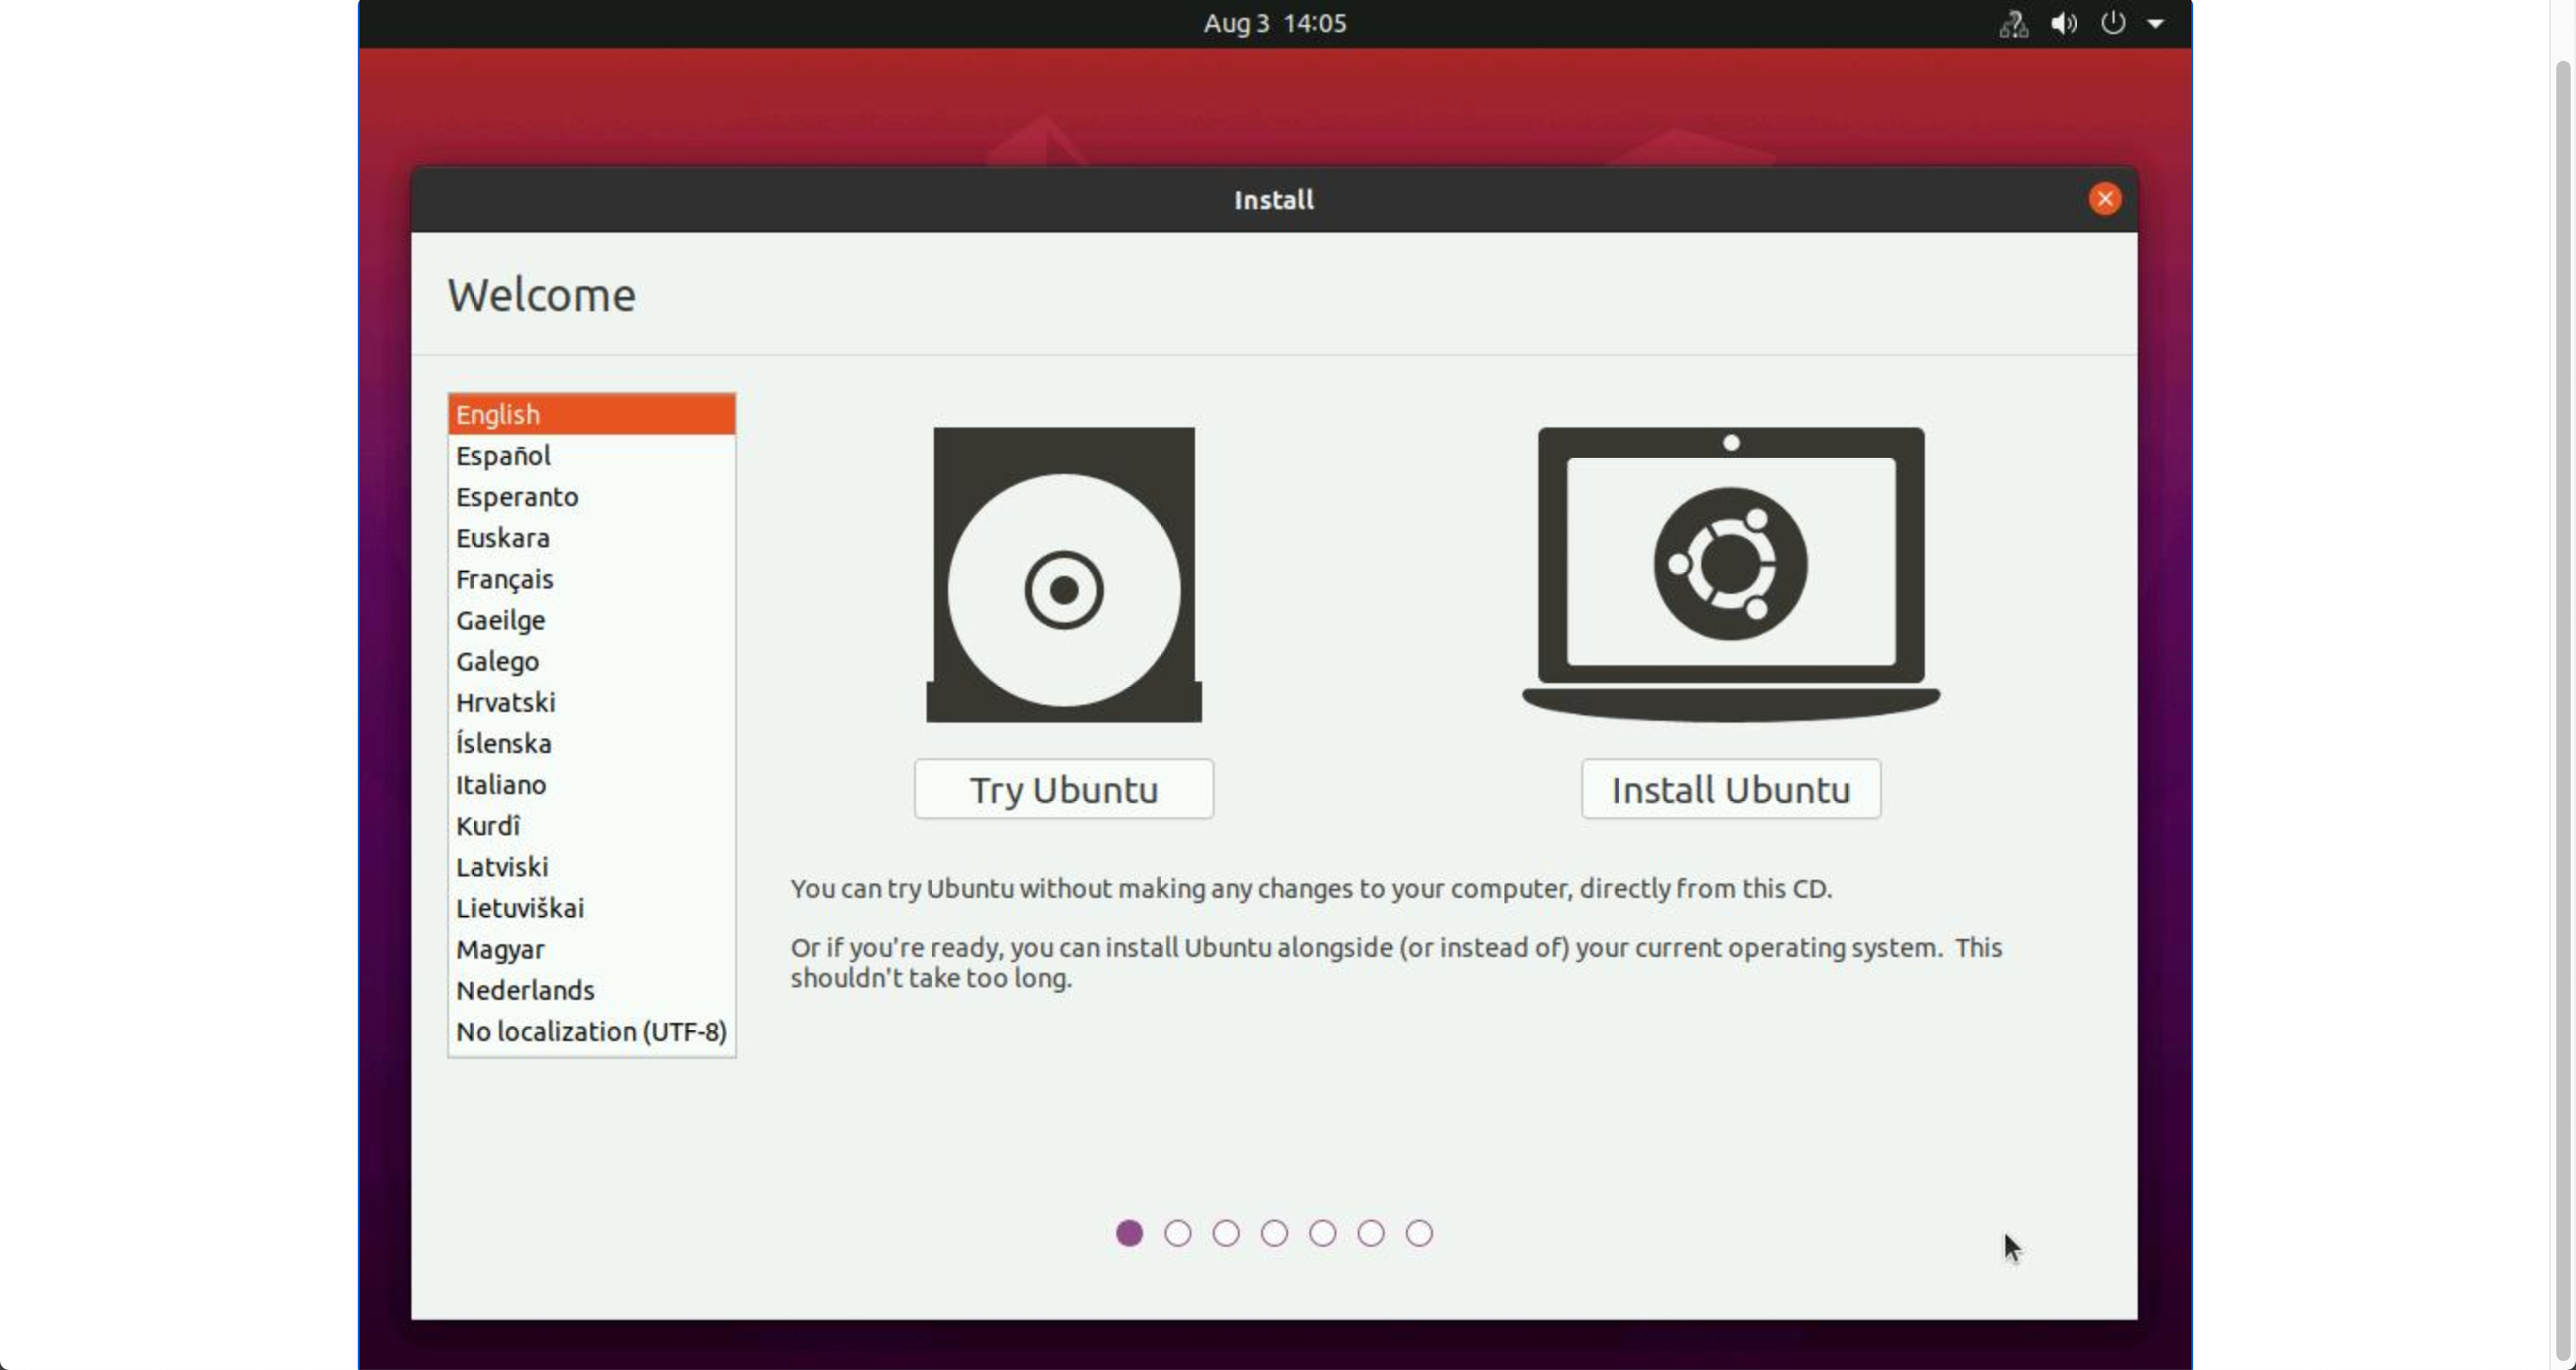 Aug 3 14:05
Install
Welcome
English
Español
Esperanto
Euskara
Français
Gaeilge
Galego
Hrvatski
Íslenska
Italiano
Kurdî
Latviski
Lietuviškai
Magyar
Nederlands
No localization (UTF-8)
Try Ubuntu
Install Ubuntu
You can try Ubuntu without making any changes to your computer, directly from this CD.
Or if you're ready, you can install Ubuntu alongside (or instead of) your current operating system. This
shouldn't take too long.